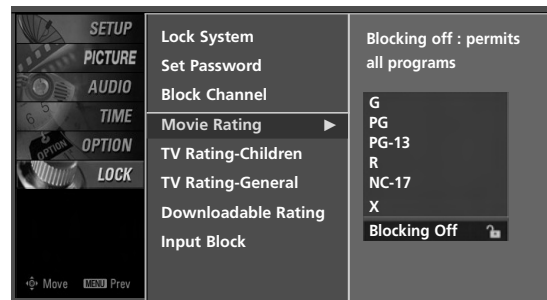 SETUP
PICTURE
AUDIO
TIME
OPTION
LOCK
Move MENU Prev
Lock System
Set Password
Block Channel
Movie Rating ►
TV Rating-Children
TV Rating-General
Downloadable Rating
Input Block
Blocking off : permits
all programs
G
PG
PG-13
R
NC-17
X
Blocking Off